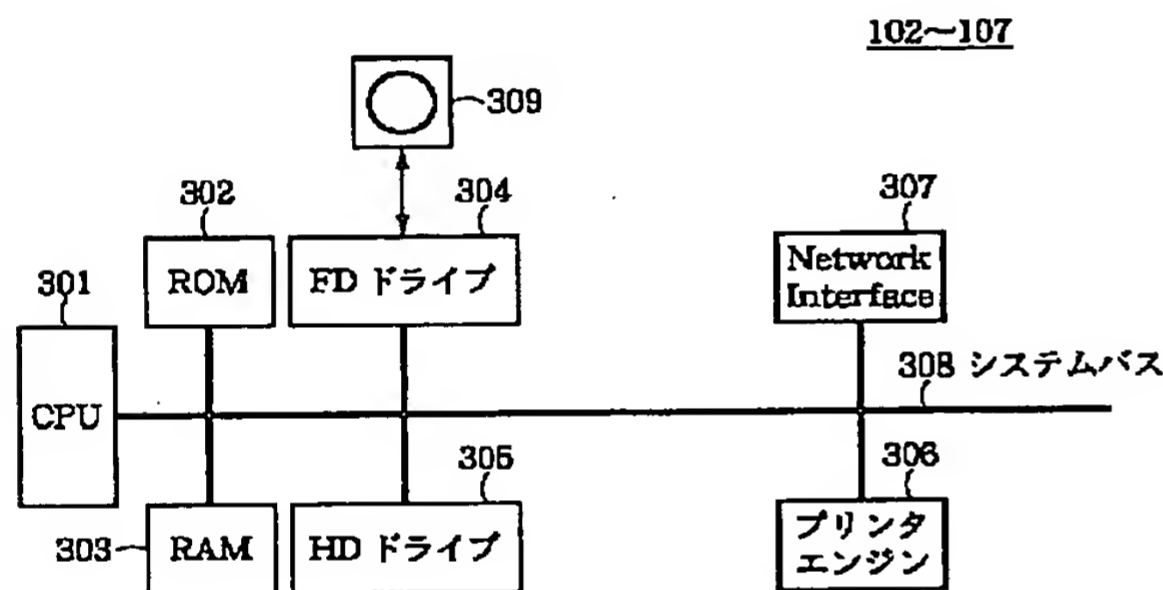 102〜107
309
302
304
307
301
ROM
FD ドライブ
Network
Interface
308 システムバス
CPU
305
306
303
RAM
HD ドライブ
プリンタ
エンジン